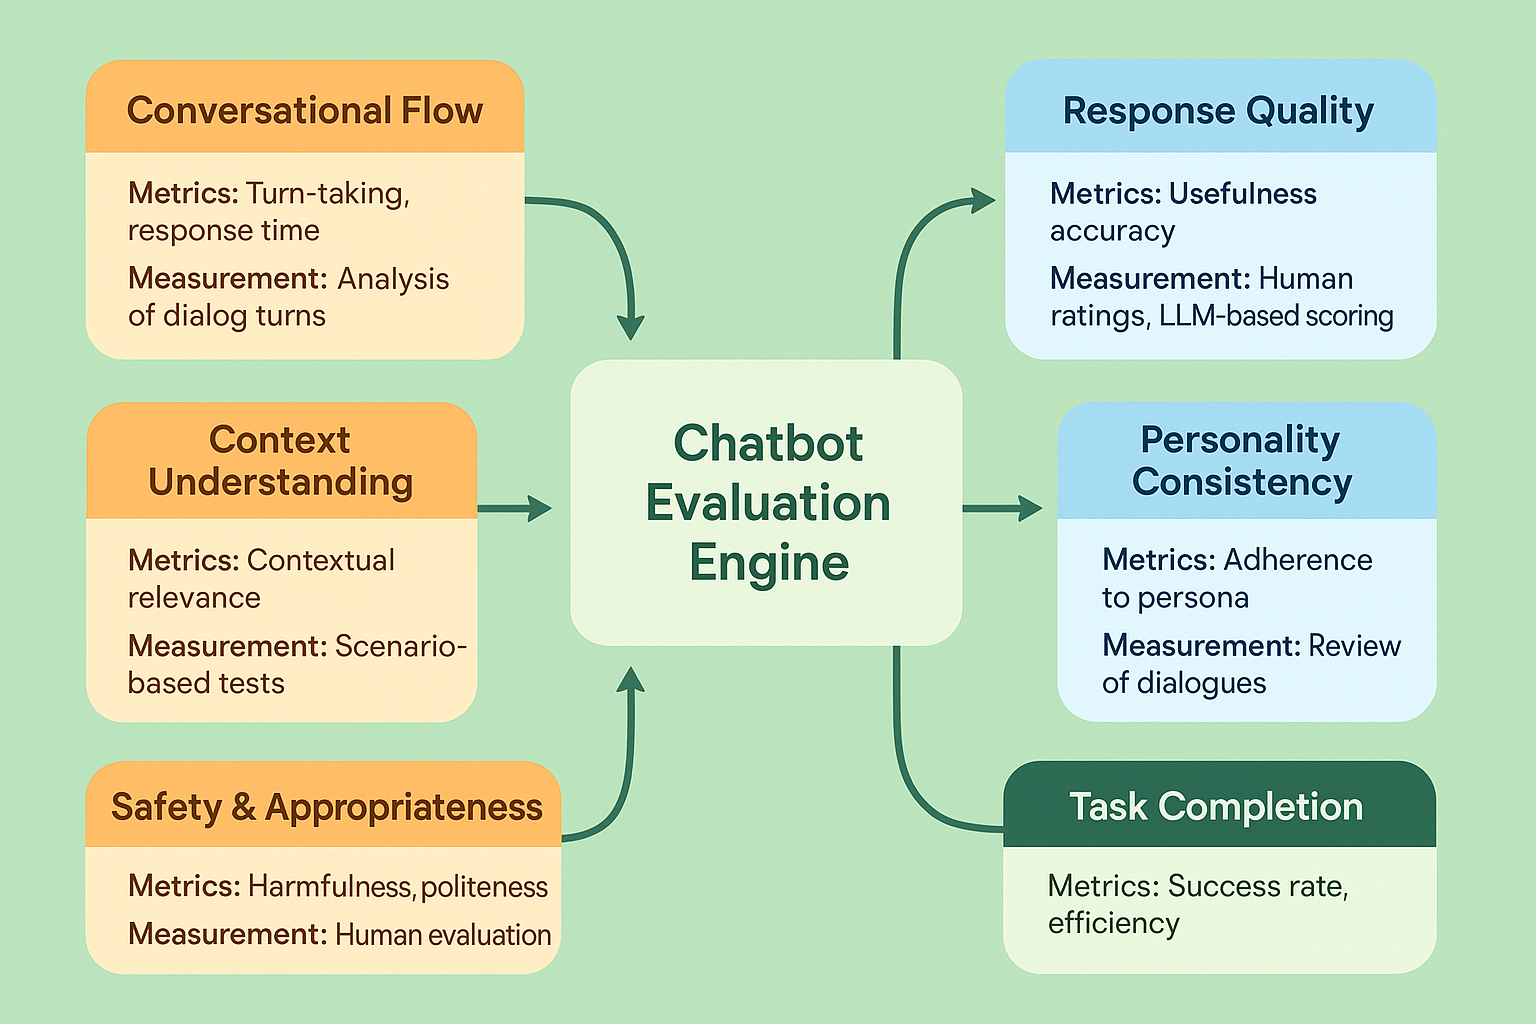 Conversational Flow
Metrics: Turn-taking,
response time
Measurement: Analysis
of dialog turns
Context
Understanding
Metrics: Contextual
relevance
Measurement: Scenario-
based tests
Safety & Appropriateness
Metrics: Harmfulness, politeness
Measurement: Human evaluation
Chatbot
Evaluation
Engine
Response Quality
Metrics: Usefulness
accuracy
Measurement: Human
ratings, LLM-based scoring
Personality
Consistency
Metrics: Adherence
to persona
Measurement: Review
of dialogues
Task Completion
Metrics: Success rate,
efficiency